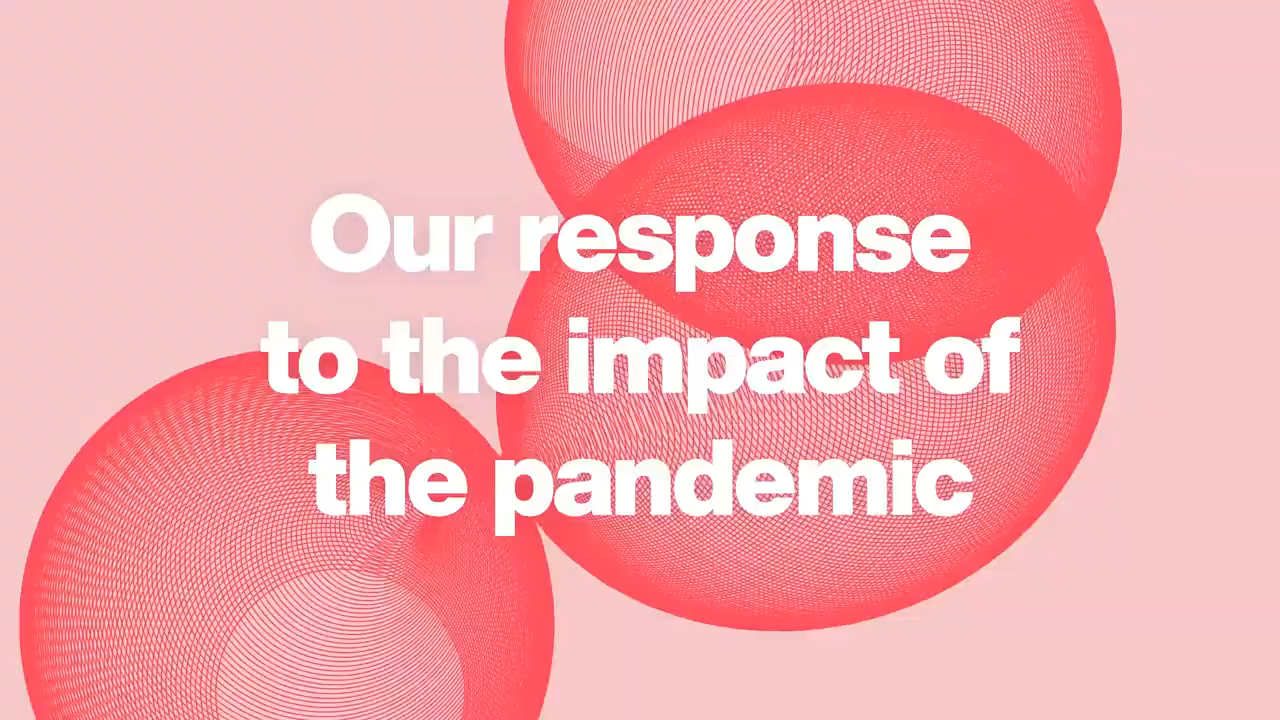 Our response
to the impact of
the pandemic